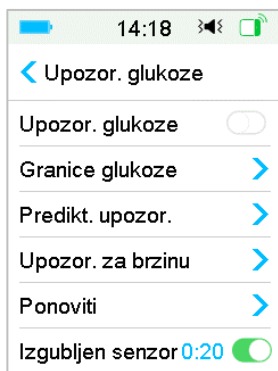 14:18
Upozor. glukoze
Upozor. glukoze
Granice glukoze
Predikt. upozor.
Upozor. za brzinu
Ponoviti
Izgubljen senzor 0:20